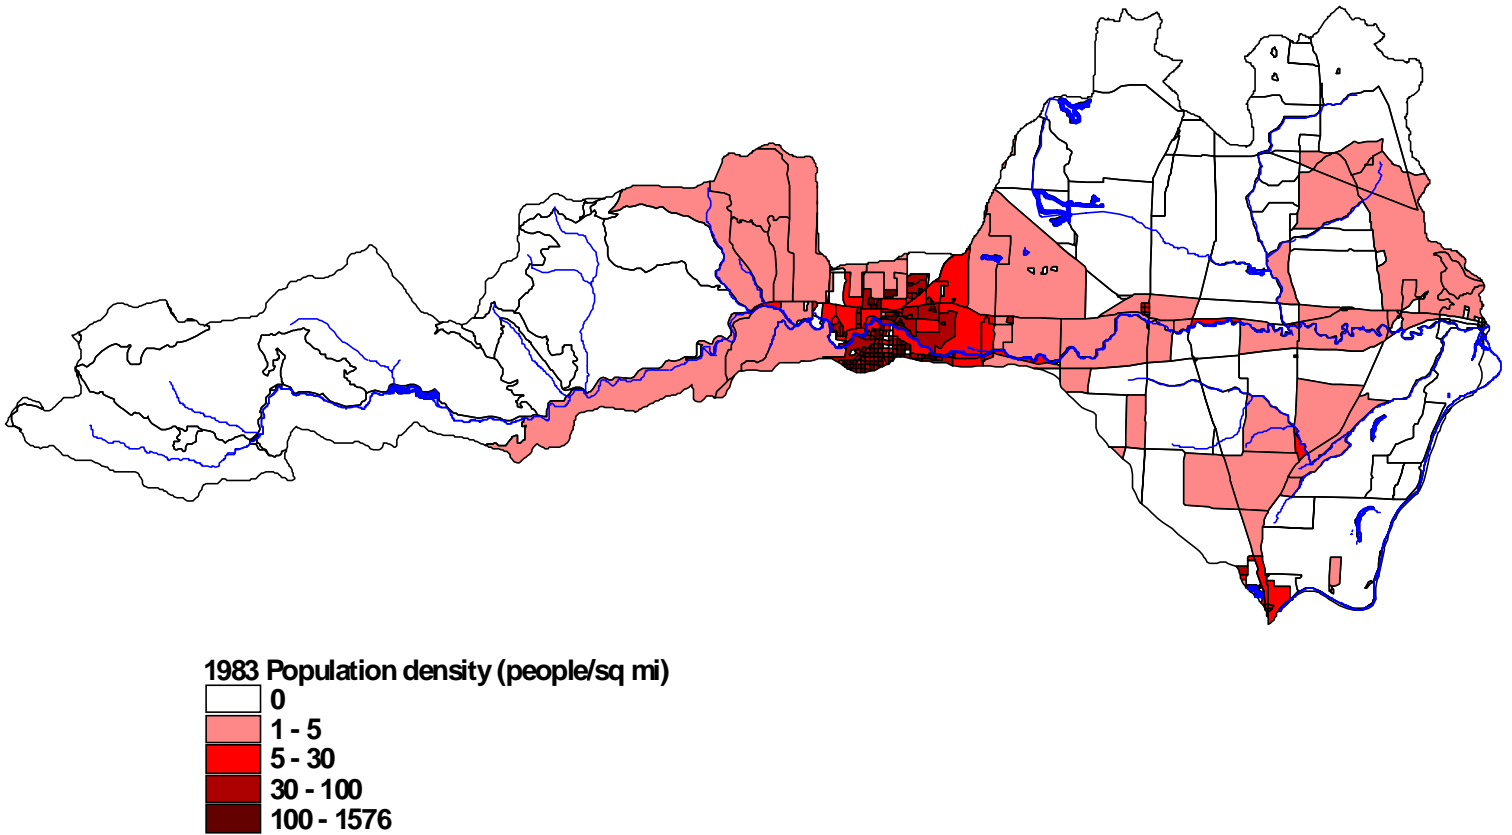 1983 Population density (people/sq mi)
0
1 - 5
5 - 30
30 - 100
100 - 1576